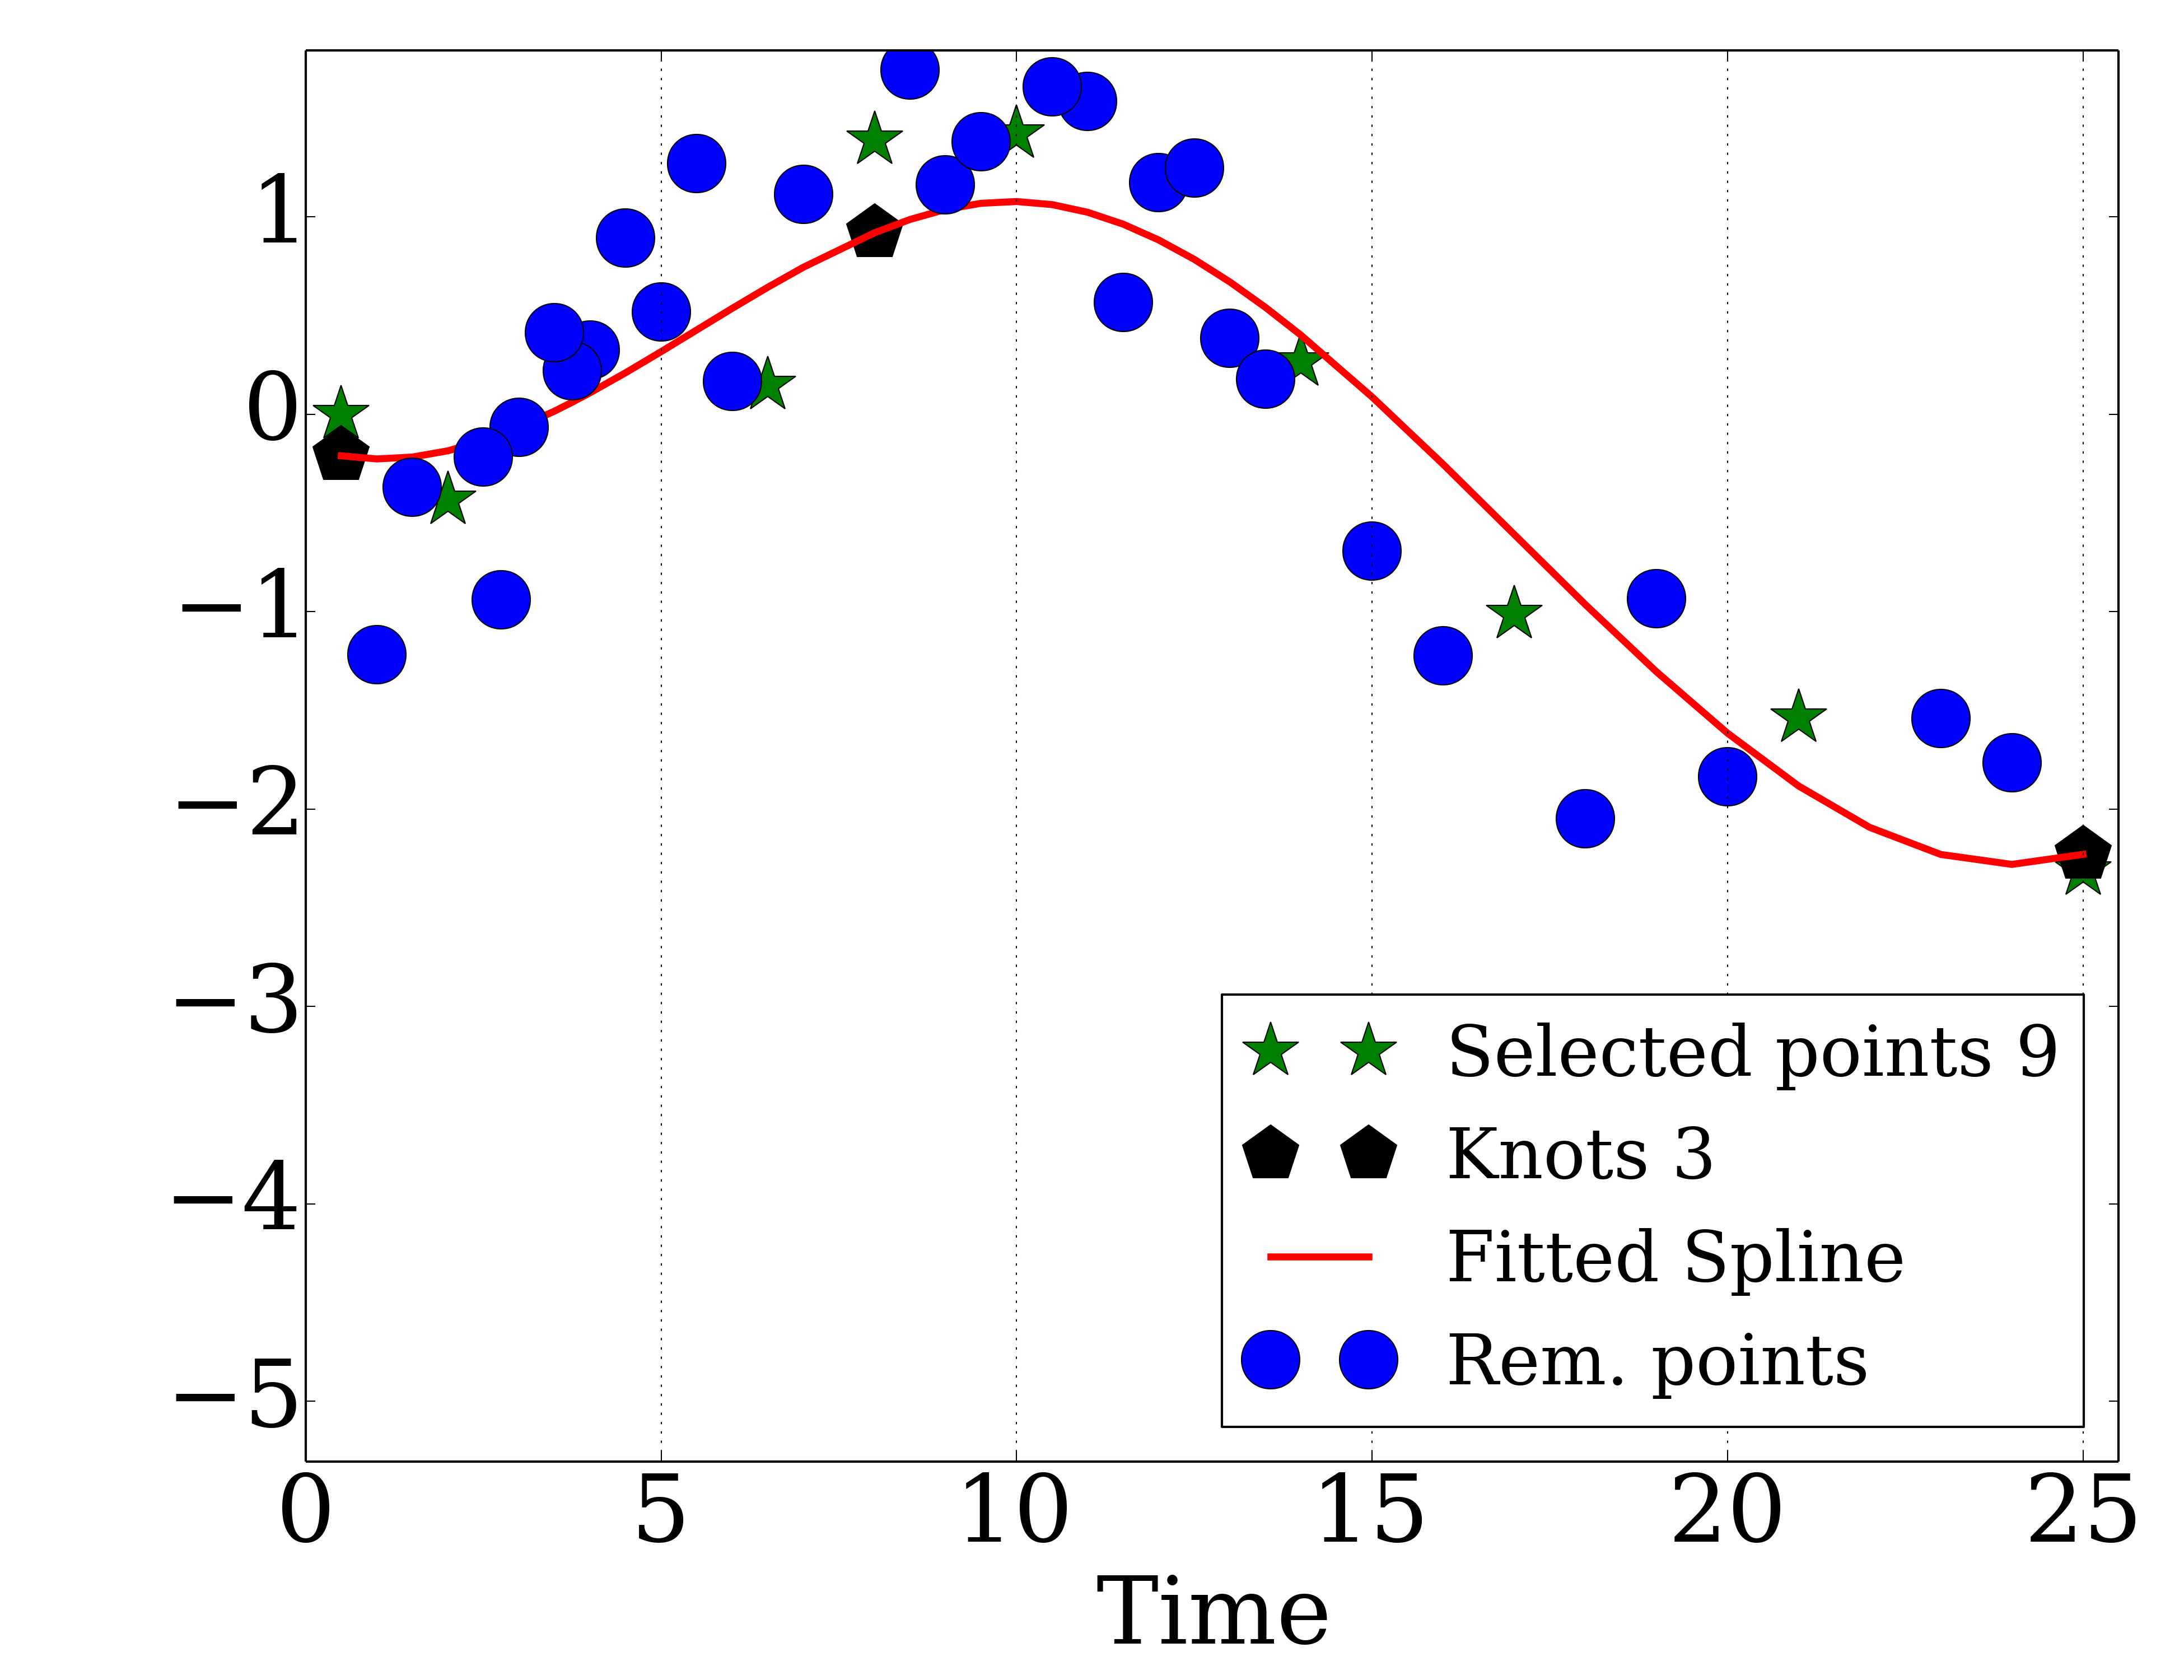 1
0
−1
−2
−3
−4
−5
0 5 10 15 20 25
Time
Selected points 9
Knots 3
Fitted Spline
Rem. points